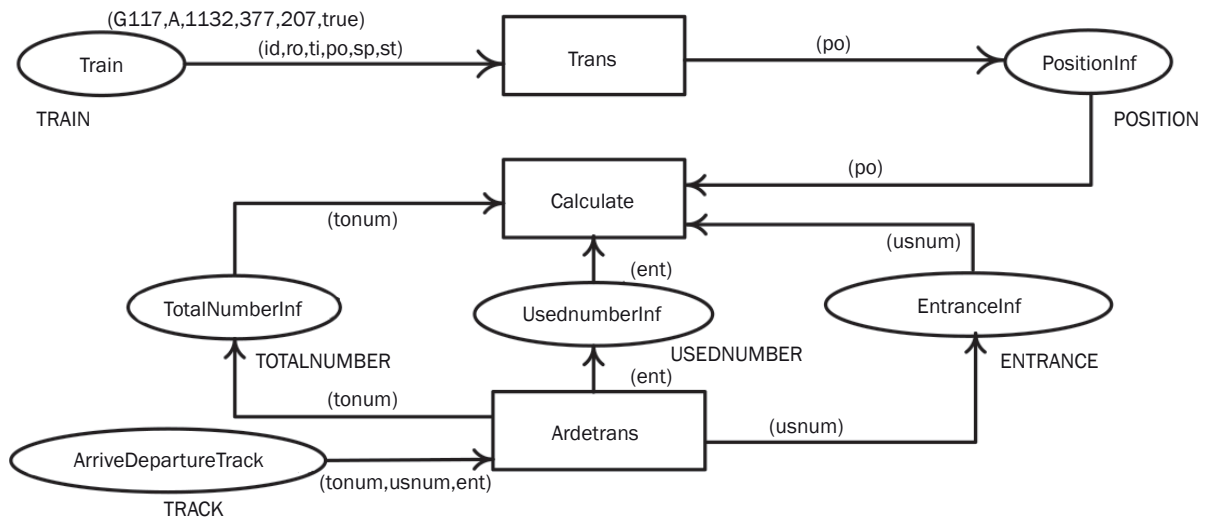 (G117,A,1132,377,207,true)
(id,ro,ti,po,sp,st)
Train
TRAIN
Trans
(po)
PositionInf
POSITION
(po)
Calculate
(tonum)
(usnum)
(ent)
TotalNumberInf
TOTALNUMBER
UsednumberInf
USEDNUMBER
EntranceInf
ENTRANCE
(ent)
(tonum)
Ardetrans
(usnum)
ArriveDepartureTrack
(tonum,usnum,ent)
TRACK